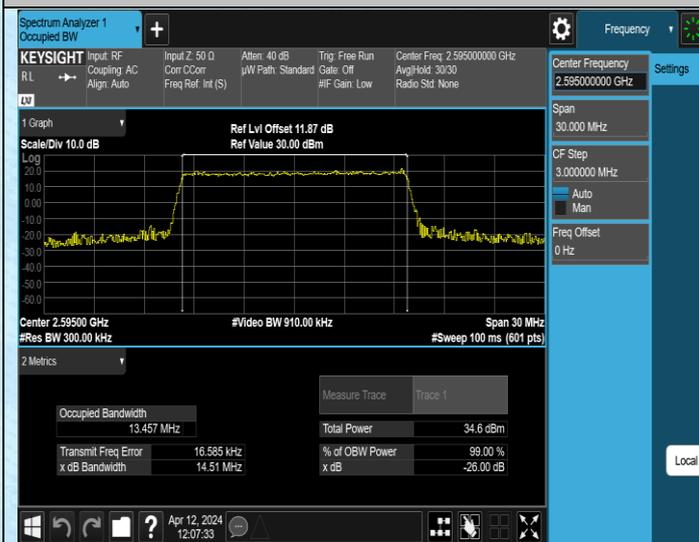 Spectrum Analyzer 1
Occupied BW
+
Frequency
KEYSIGHT
RL
LXI
Input: RF
Coupling: AC
Align: Auto
Input Z: 50 Ω
Corr CCorr
Freq Ref: Int (S)
Atten: 40 dB
µW Path: Standard
Trig: Free Run
Gate: Off
#IF Gain: Low
Center Freq: 2.595000000 GHz
Avg|Hold: 30/30
Radio Std: None
Center Frequency
2.595000000 GHz
Settings
Span
30.000 MHz
CF Step
3.000000 MHz
Auto
Man
Freq Offset
0 Hz
1 Graph
Scale/Div 10.0 dB
Ref Lvl Offset 11.87 dB
Ref Value 30.00 dBm
Log
20.0
10.0
0.00
-10.0
-20.0
-30.0
-40.0
-50.0
-60.0
Center 2.59500 GHz
#Res BW 300.00 kHz
#Video BW 910.00 kHz
Span 30 MHz
#Sweep 100 ms (601 pts)
2 Metrics
Measure Trace
Trace 1
Occupied Bandwidth
13.457 MHz
Total Power
34.6 dBm
Transmit Freq Error
16.585 kHz
% of OBW Power
99.00 %
x dB Bandwidth
14.51 MHz
x dB
-26.00 dB
Local
?
Apr 12, 2024
12:07:33